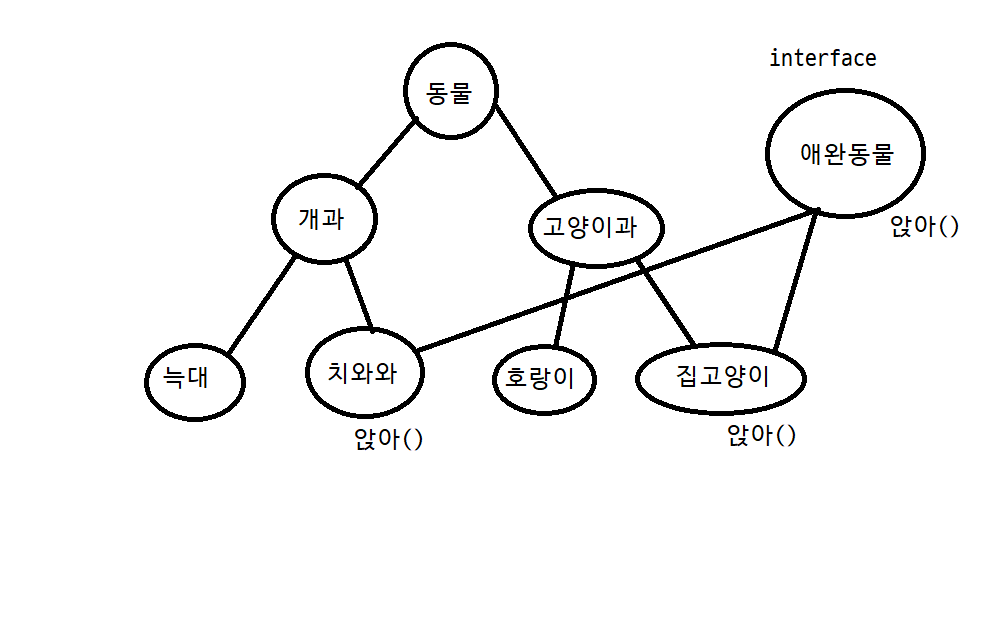 interface
동물
애완동물
개과
고양이과
앉아()
늑대
치와와
호랑이
집고양이
앉아()
앉아()